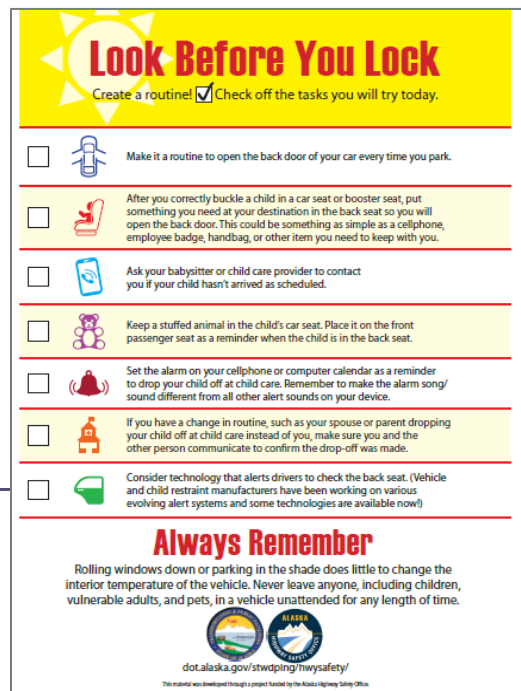 Look Before You Lock
Create a routine! Check off the tasks you will try today.
Make it a routine to open the back door of your car every time you park.
After you correctly buckle a child in a car seat or booster seat, put
something you need at your destination in the back seat so you will
open the back door. This could be something as simple as a cellphone,
employee badge, handbag, or other item you need to keep with you.
Ask your babysitter or child care provider to contact
you if your child hasn't arrived as scheduled.
Keep a stuffed animal in the child's car seat. Place it on the front
passenger seat as a reminder when the child is in the back seat.
Set the alarm on your cellphone or computer calendar as a reminder
to drop your child off at child care. Remember to make the alarm song/
sound different from all other alert sounds on your device.
If you have a change in routine, such as your spouse or parent dropping
your child off at child care instead of you, make sure you and the
other person communicate to confirm the drop-off was made.
Consider technology that alerts drivers to check the back seat. (Vehicle
and child restraint manufacturers have been working on various
evolving alert systems and some technologies are available now!)
Always Remember
Rolling windows down or parking in the shade does little to change the
interior temperature of the vehicle. Never leave anyone, including children,
vulnerable adults, and pets, in a vehicle unattended for any length of time.
ALASKA
HIGHWAY SAFETY OFFICE
dot.alaska.gov/stwdplng/hwysafety/
This material was developed through a project funded by the Alaska Highway Safety Office.